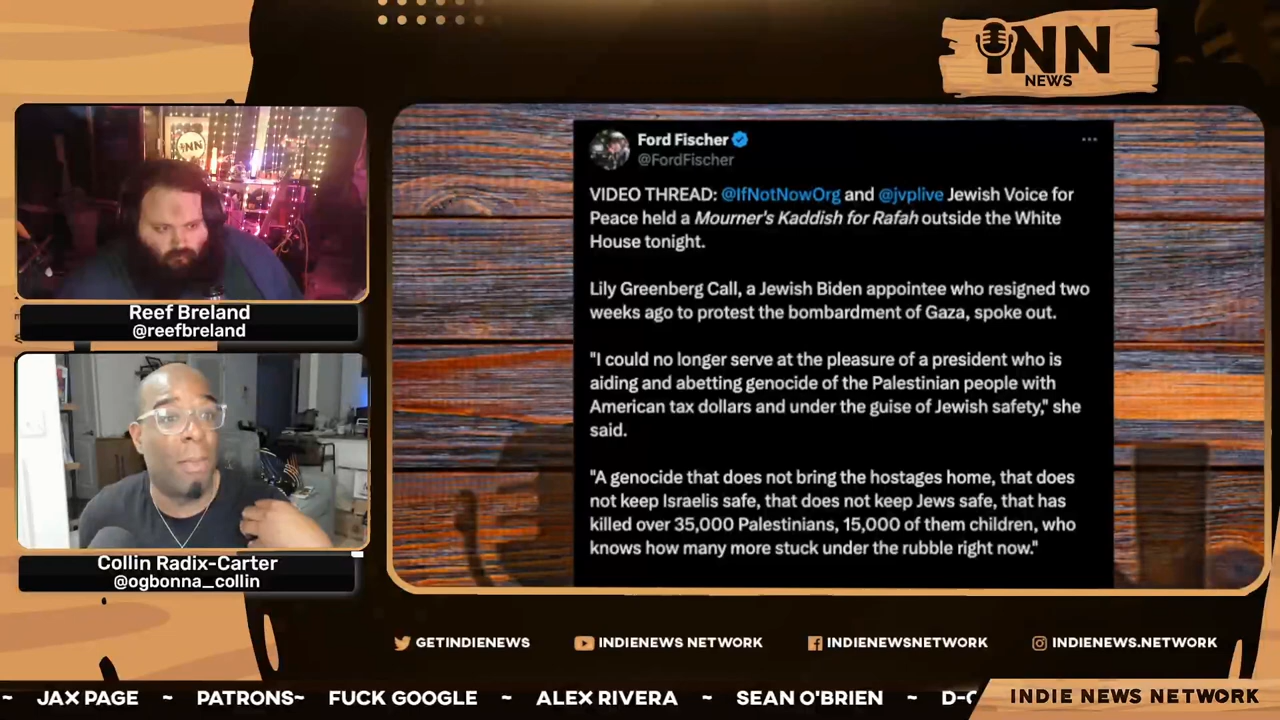 iNN
NEWS
iNN
Reef Breland
@reefbreland
Collin Radix-Carter
@ogbonna_collin
Ford Fischer
@FordFischer
VIDEO THREAD: @IfNotNowOrg and @jvplive Jewish Voice for
Peace held a Mourner's Kaddish for Rafah outside the White
House tonight.
Lily Greenberg Call, a Jewish Biden appointee who resigned two
weeks ago to protest the bombardment of Gaza, spoke out.
"I could no longer serve at the pleasure of a president who is
aiding and abetting genocide of the Palestinian people with
American tax dollars and under the guise of Jewish safety," she
said.
"A genocide that does not bring the hostages home, that does
not keep Israelis safe, that does not keep Jews safe, that has
killed over 35,000 Palestinians, 15,000 of them children, who
knows how many more stuck under the rubble right now."
GETINDIENEWS INDIENEWS NETWORK INDIENEWSNETWORK INDIENEWS.NETWORK
~ JAX PAGE ~ PATRONS~ FUCK GOOGLE ~ ALEX RIVERA ~ SEAN O'BRIEN ~
INDIE NEWS NETWORK